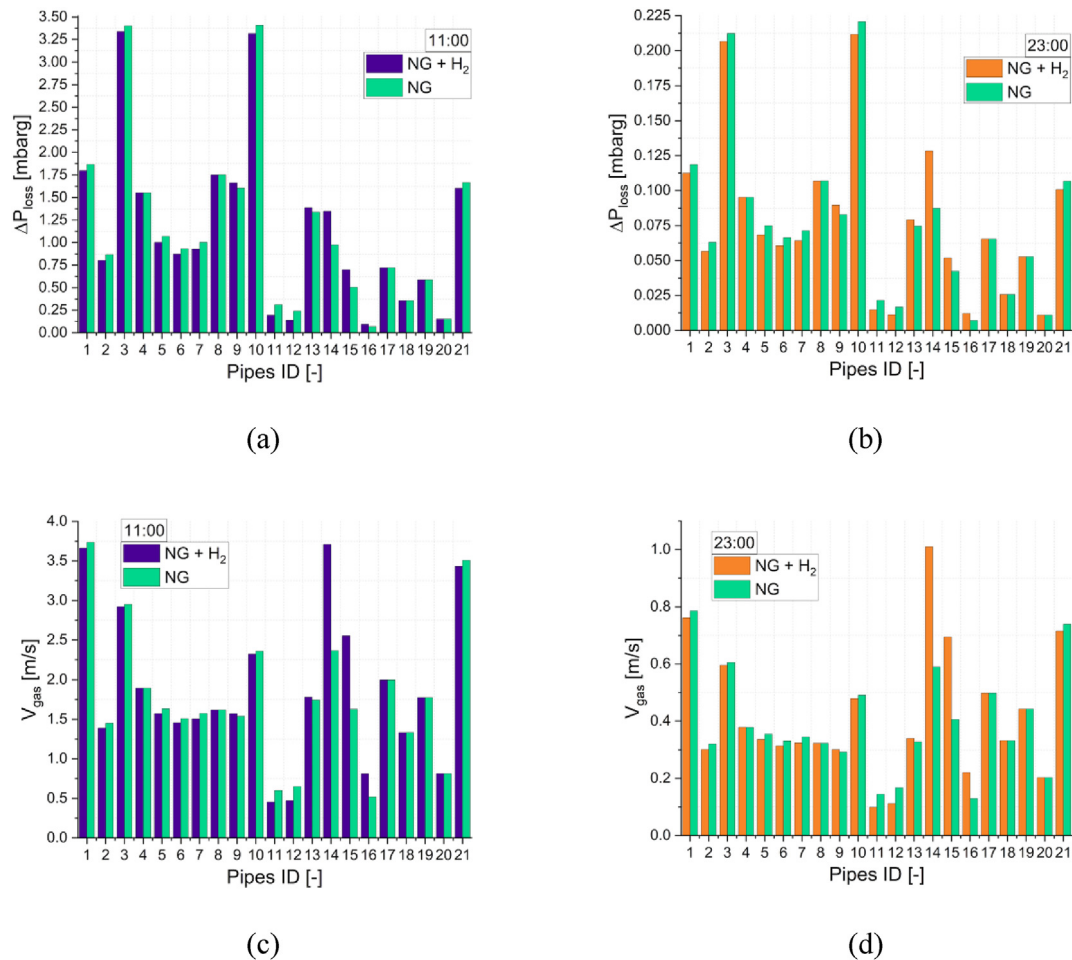 3.50
3.25
3.00
2.75
2.50
2.25
2.00
1.75
1.50
1.25
1.00
0.75
0.50
0.25
0.00
ΔP_loss [mbarg]
11:00
NG + H₂
NG
1 2 3 4 5 6 7 8 9 10 11 12 13 14 15 16 17 18 19 20 21
Pipes ID [-]
(a)
0.225
0.200
0.175
0.150
0.125
0.100
0.075
0.050
0.025
0.000
ΔP_loss [mbarg]
23:00
NG + H₂
NG
1 2 3 4 5 6 7 8 9 10 11 12 13 14 15 16 17 18 19 20 21
Pipes ID [-]
(b)
4.0
3.5
3.0
2.5
2.0
1.5
1.0
0.5
0.0
V_gas [m/s]
11:00
NG + H₂
NG
1 2 3 4 5 6 7 8 9 10 11 12 13 14 15 16 17 18 19 20 21
Pipes ID [-]
(c)
1.0
0.8
0.6
0.4
0.2
0.0
V_gas [m/s]
23:00
NG + H₂
NG
1 2 3 4 5 6 7 8 9 10 11 12 13 14 15 16 17 18 19 20 21
Pipes ID [-]
(d)